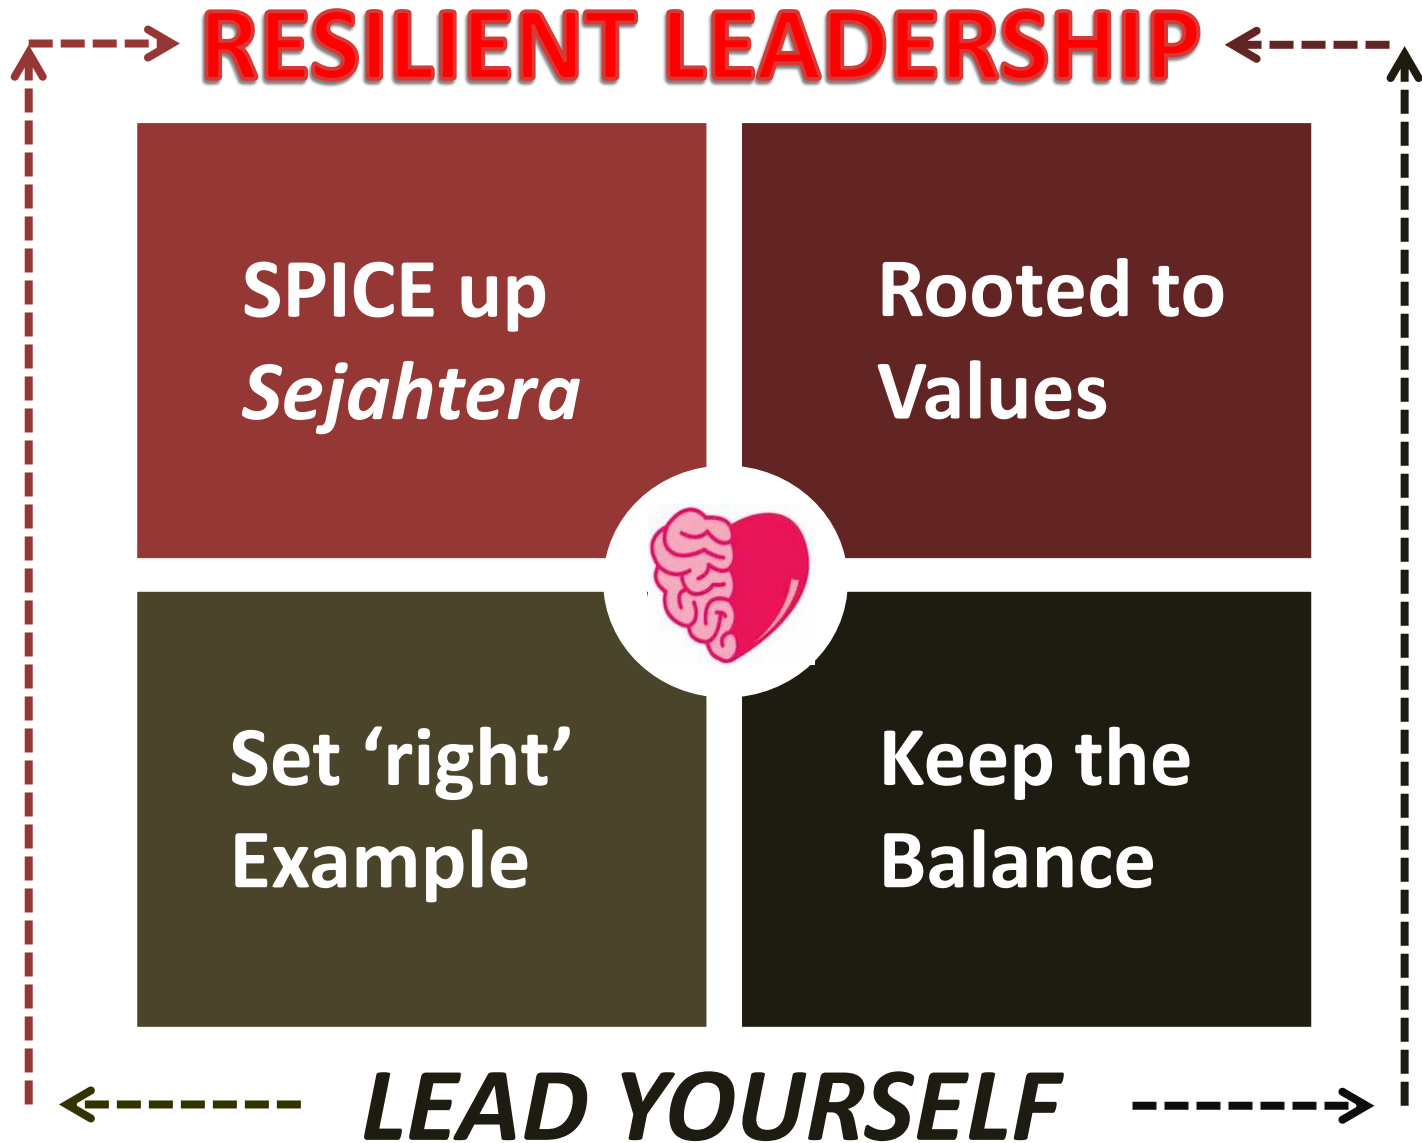 RESILIENT LEADERSHIP
SPICE up
Sejahtera
Rooted to
Values
Set ‘right’
Example
Keep the
Balance
LEAD YOURSELF